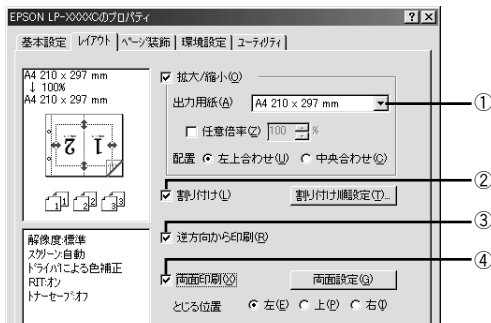 EPSON LP-XXXXCのプロパティ
? ×
基本設定 レイアウト ページ装飾 環境設定 ユーティリティ
A4 210 x 297 mm
↓ 100%
A4 210 x 297 mm
2 1
1 1 2 2 3 3
解像度:標準
スクリーン:自動
ドライバによる色補正
RIT:オン
トナーセーブ:オフ
拡大/縮小(O)
出力用紙(A) A4 210 x 297 mm
任意倍率(Z) 100 %
配置 左上合わせ(U) 中央合わせ(C)
割り付け(L) 割り付け順設定(T)...
逆方向から印刷(R)
両面印刷(X) 両面設定(G)
とじる位置 左(E) 上(P) 右(I)
①
②
③
④